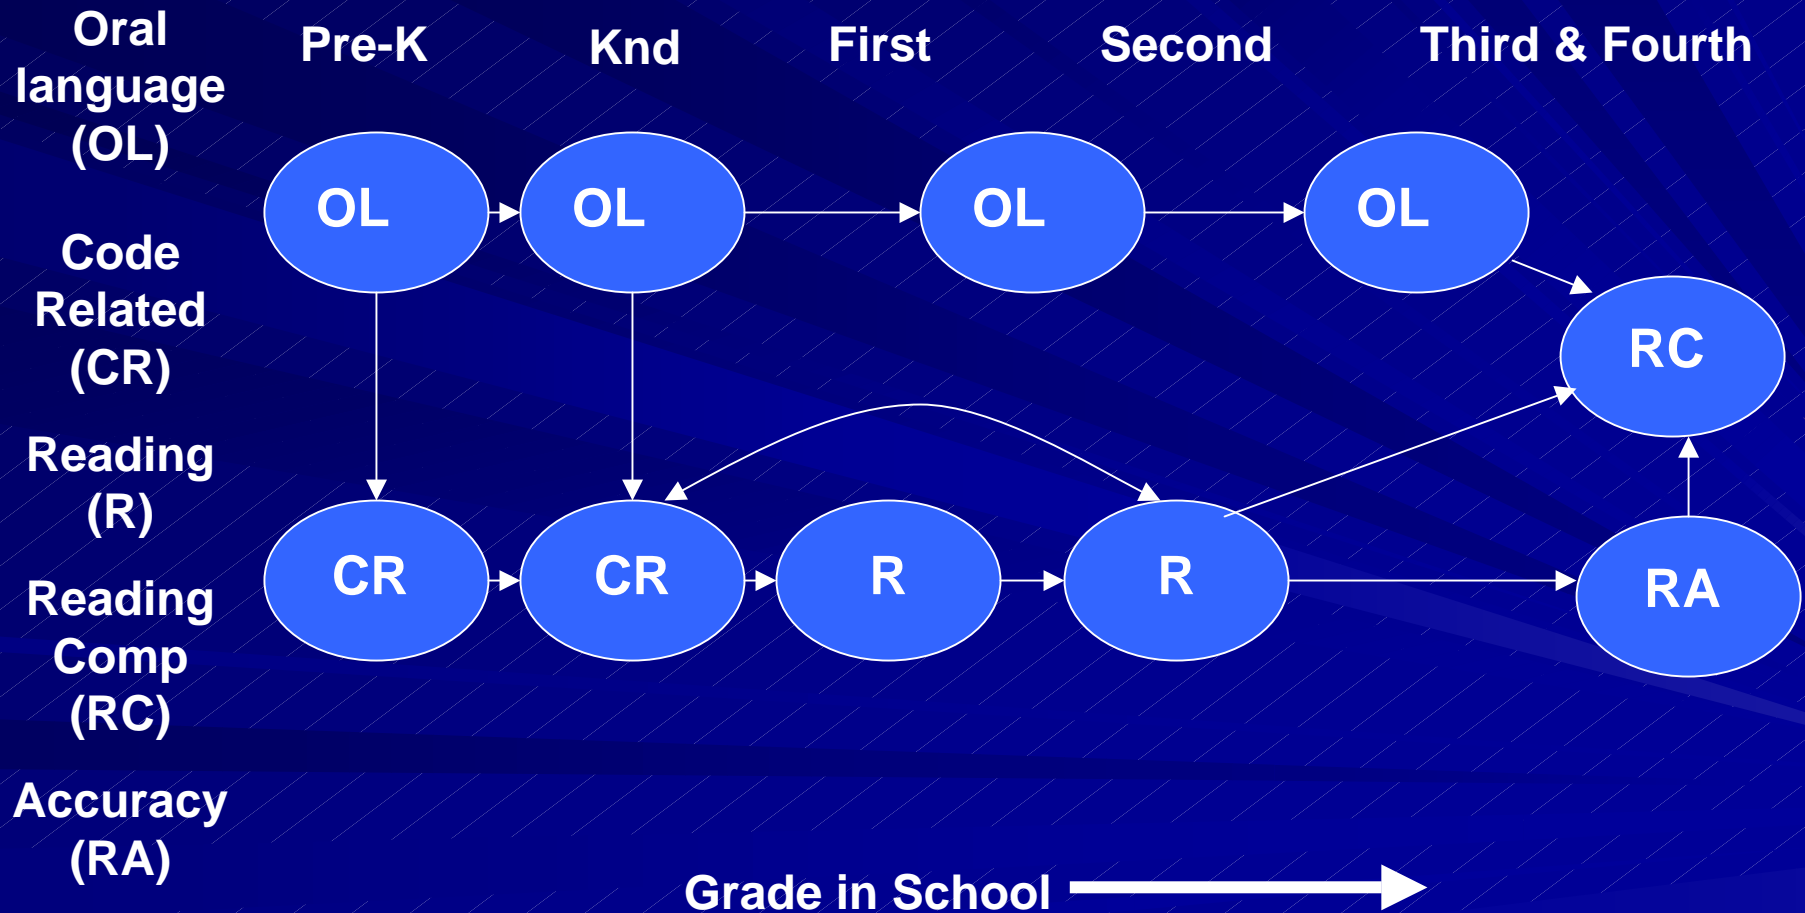 Oral
language
(OL)
Pre-K
Knd
First
Second
Third & Fourth
OL
OL
OL
OL
Code
Related
(CR)
RC
Reading
(R)
CR
CR
R
R
RA
Reading
Comp
(RC)
Accuracy
(RA)
Grade in School